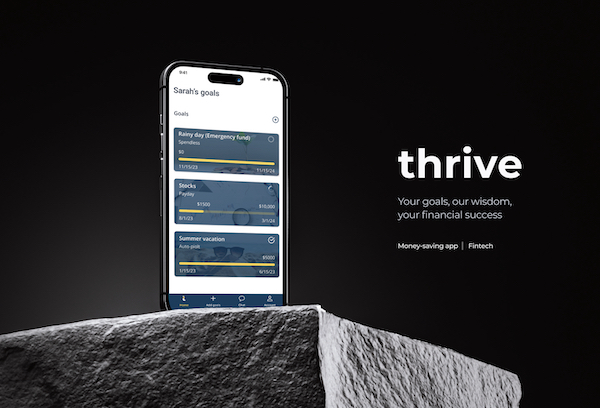 9:41
Sarah's goals
Goals
Rainy day (Emergency fund)
Spendless
$0
11/15/23 11/15/24
Stocks
Payday
$1500 $10,000
8/1/23 3/1/24
Summer vacation
Auto-pilot
$5000
1/15/23 6/15/23
Home Add goals Chat Account
thrive
Your goals, our wisdom,
your financial success
Money-saving app | Fintech